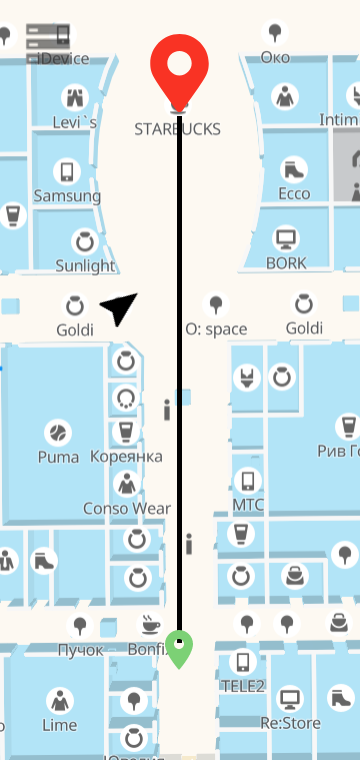 iDevice
Око
Levi`s
STARBUCKS
Intim
Samsung
Ecco
Sunlight
BORK
Goldi
O: space
Goldi
Puma
Кореянка
Рив Г
Conso Wear
МТС
Пучок
Bonfi
TELE2
Lime
Re:Store